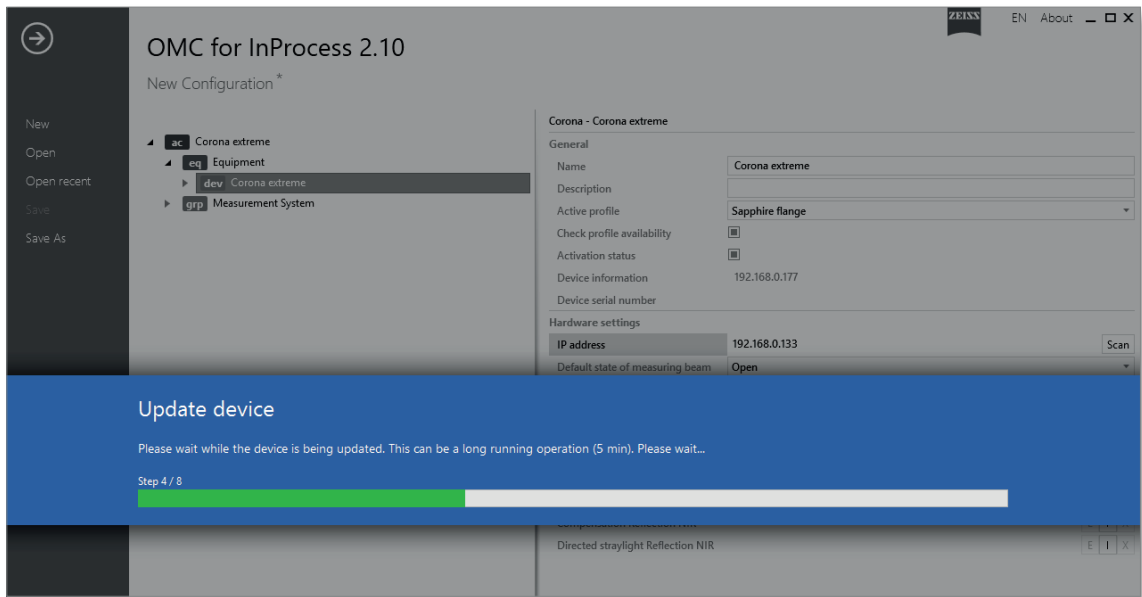 ZEISS
EN About
OMC for InProcess 2.10
New Configuration *
New
Open
Open recent
Save
Save As
ac Corona extreme
eq Equipment
dev Corona extreme
grp Measurement System
Corona - Corona extreme
General
Name Corona extreme
Description
Active profile Sapphire flange
Check profile availability
Activation status
Device information 192.168.0.177
Device serial number
Hardware settings
IP address 192.168.0.133 Scan
Default state of measuring beam Open
Update device
Please wait while the device is being updated. This can be a long running operation (5 min). Please wait...
Step 4 / 8
Directed straylight Reflection NIR E I X